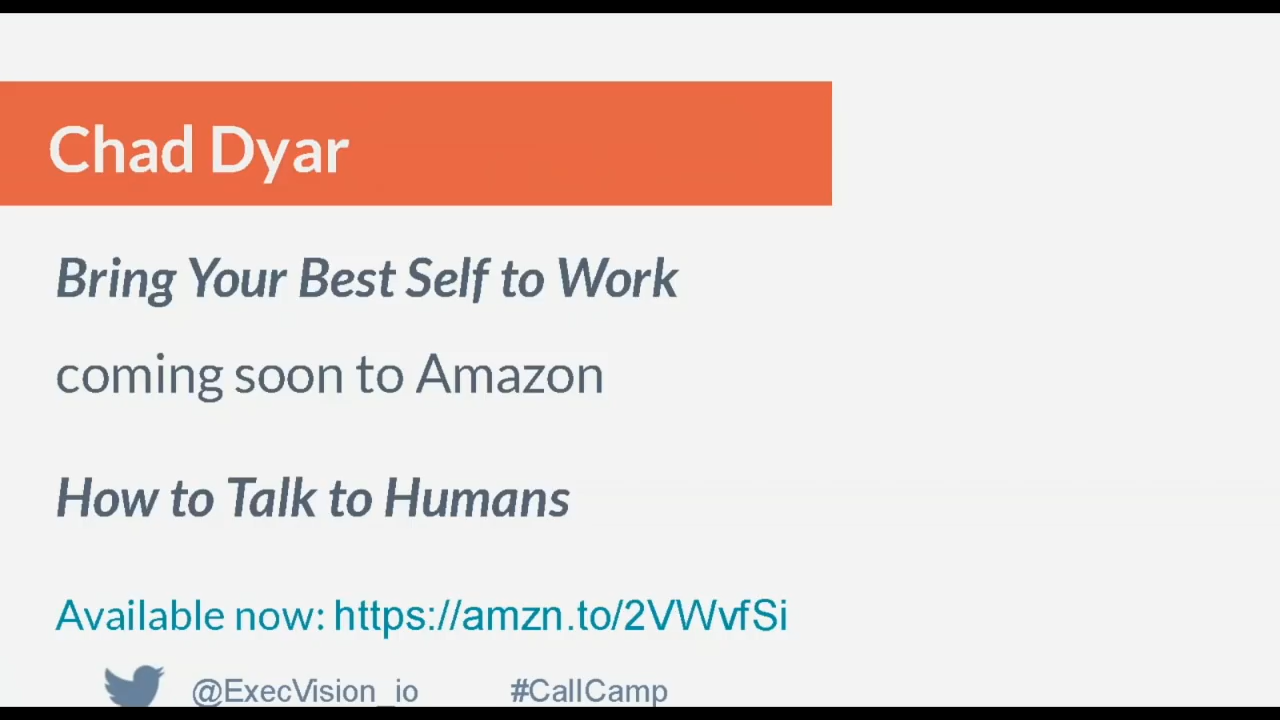 Chad Dyar
Bring Your Best Self to Work
coming soon to Amazon
How to Talk to Humans
Available now: https://amzn.to/2VWvfSi
@ExecVision_io #CallCamp